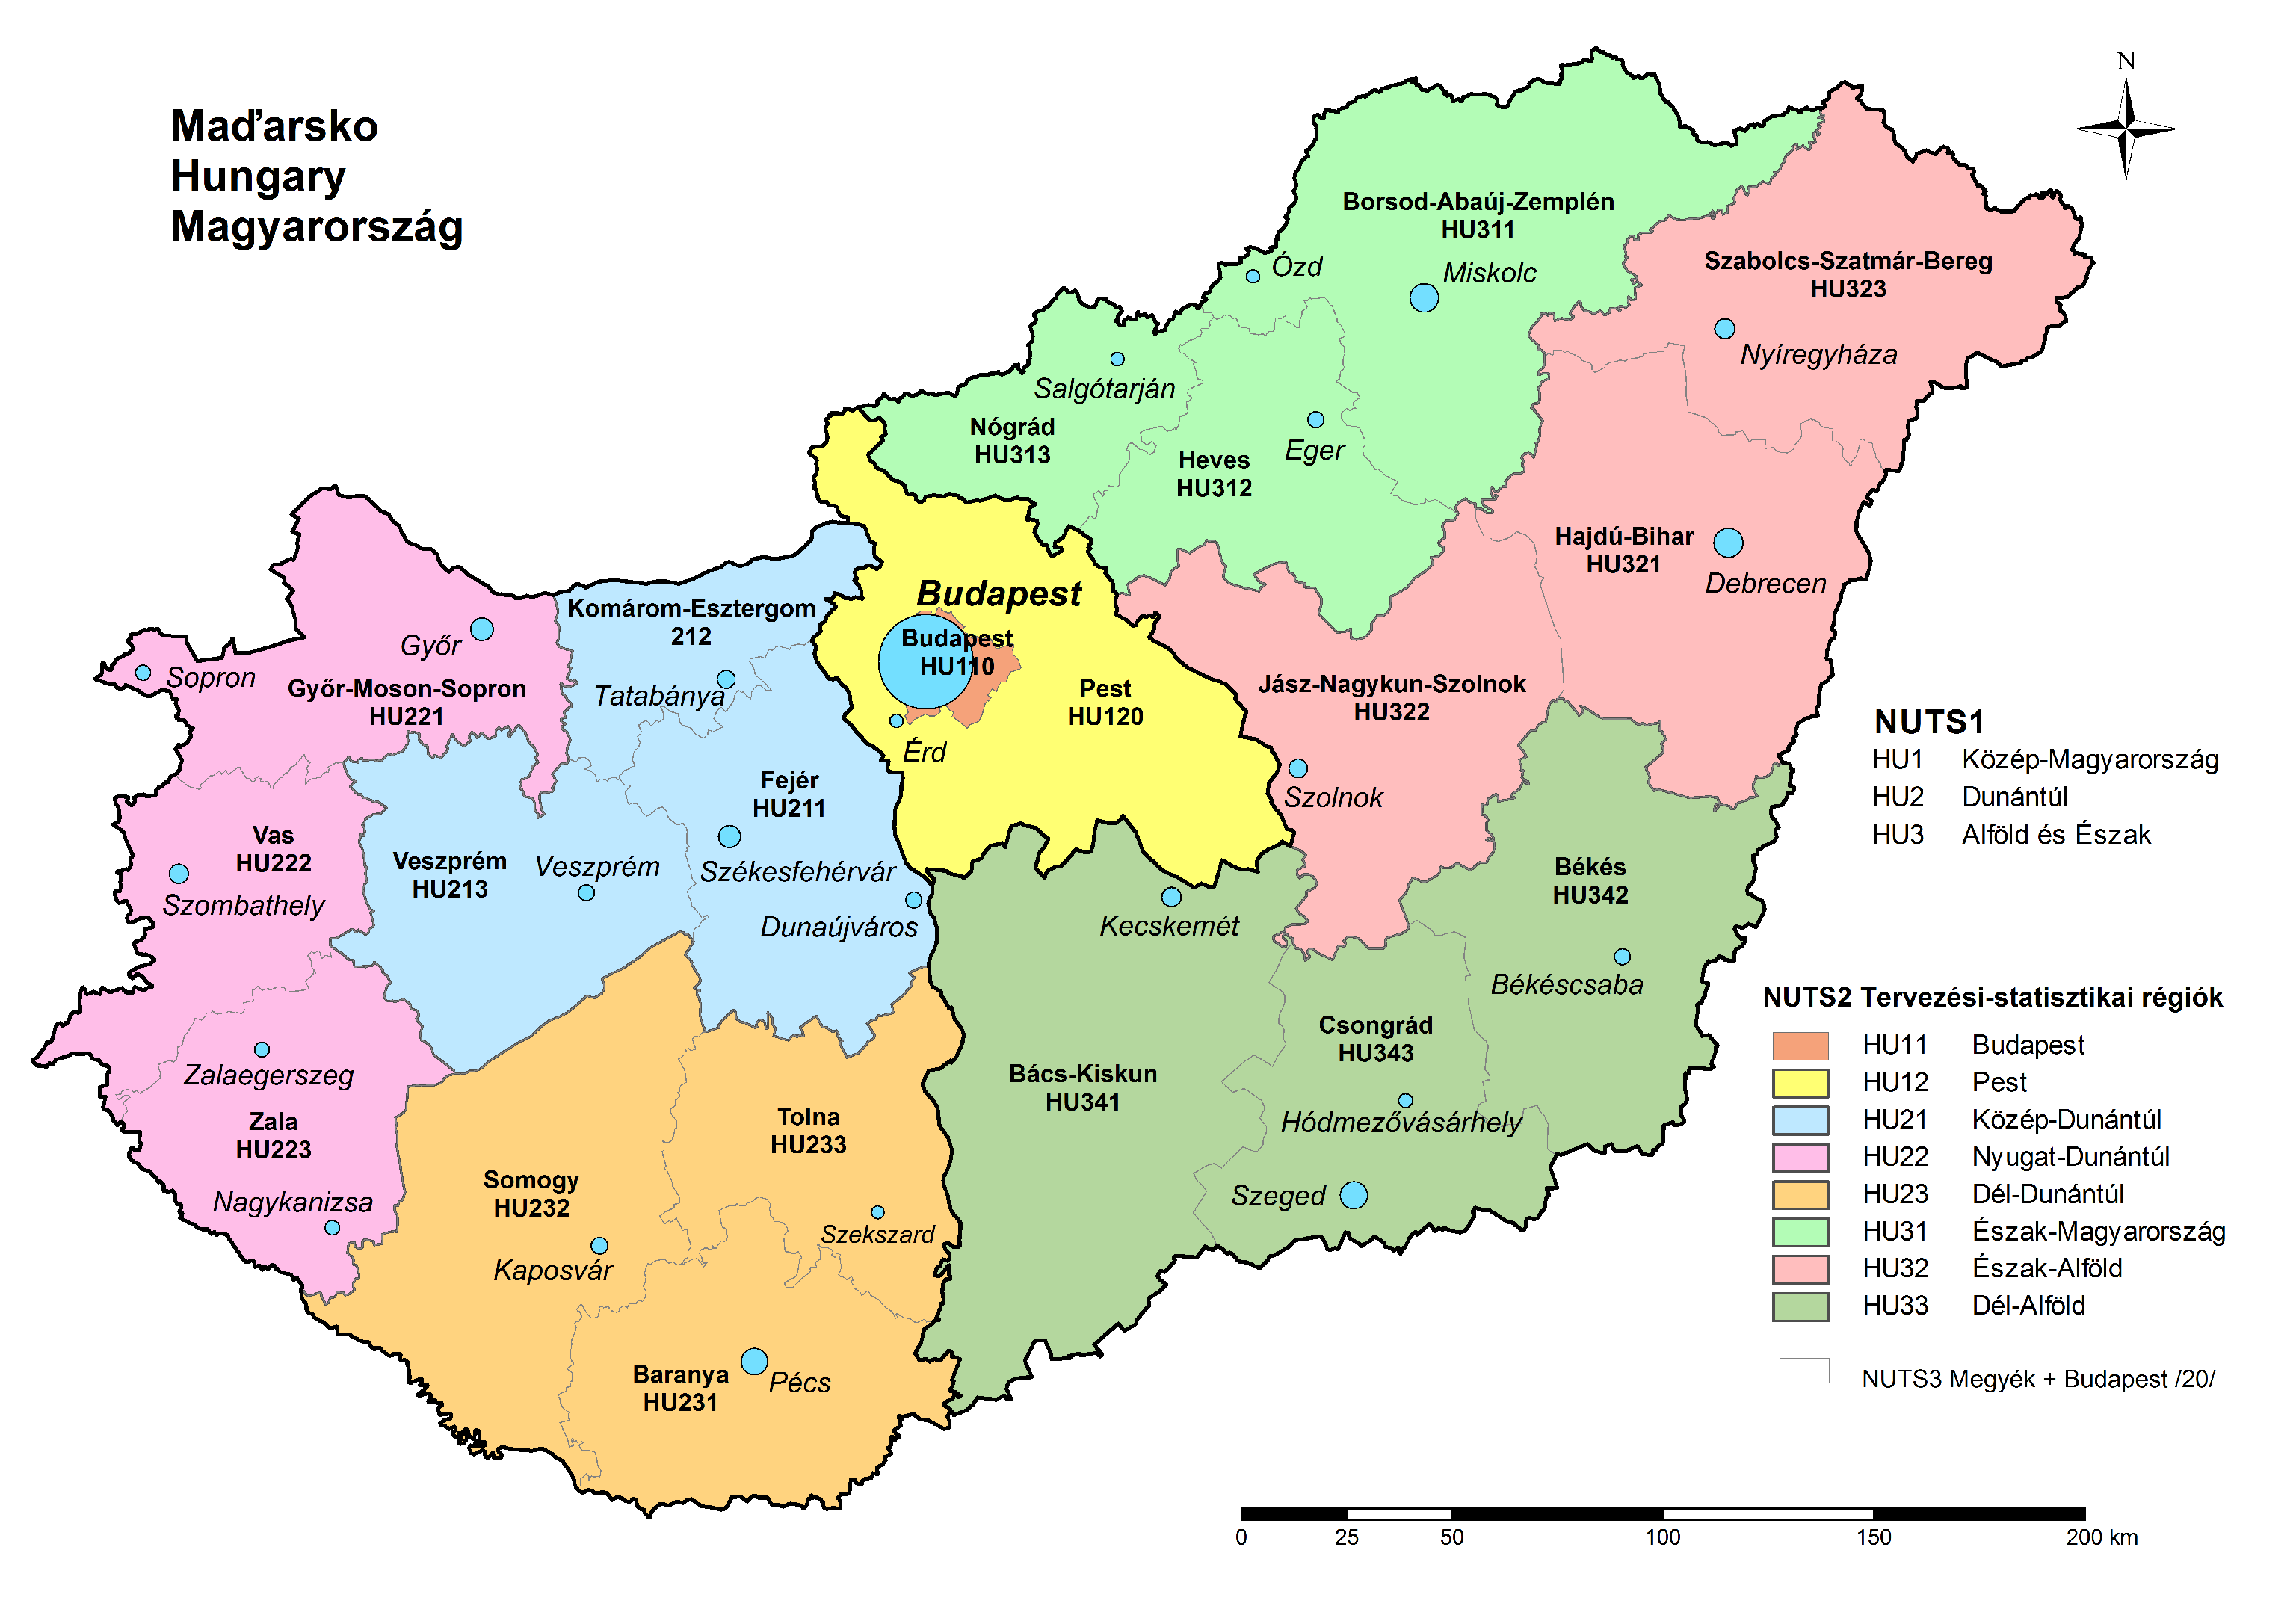 Maďarsko
Hungary
Magyarország
N
Borsod-Abaúj-Zemplén
HU311
Ózd
Miskolc
Szabolcs-Szatmár-Bereg
HU323
Nyíregyháza
Salgótarján
Nógrád
HU313
Heves
HU312
Eger
Hajdú-Bihar
HU321
Debrecen
Budapest
Budapest
HU110
Pest
HU120
Érd
Komárom-Esztergom
212
Tatabánya
Győr
Sopron
Győr-Moson-Sopron
HU221
Jász-Nagykun-Szolnok
HU322
Szolnok
Fejér
HU211
Székesfehérvár
Dunaújváros
Vas
HU222
Szombathely
Veszprém
HU213
Veszprém
Kecskemét
Békés
HU342
Békéscsaba
Csongrád
HU343
Hódmezővásárhely
Szeged
Bács-Kiskun
HU341
Zalaegerszeg
Zala
HU223
Nagykanizsa
Tolna
HU233
Szekszard
Somogy
HU232
Kaposvár
Baranya
HU231
Pécs
NUTS1
HU1 Közép-Magyarország
HU2 Dunántúl
HU3 Alföld és Észak
NUTS2 Tervezési-statisztikai régiók
HU11 Budapest
HU12 Pest
HU21 Közép-Dunántúl
HU22 Nyugat-Dunántúl
HU23 Dél-Dunántúl
HU31 Észak-Magyarország
HU32 Észak-Alföld
HU33 Dél-Alföld
NUTS3 Megyék + Budapest /20/
0 25 50 100 150 200 km